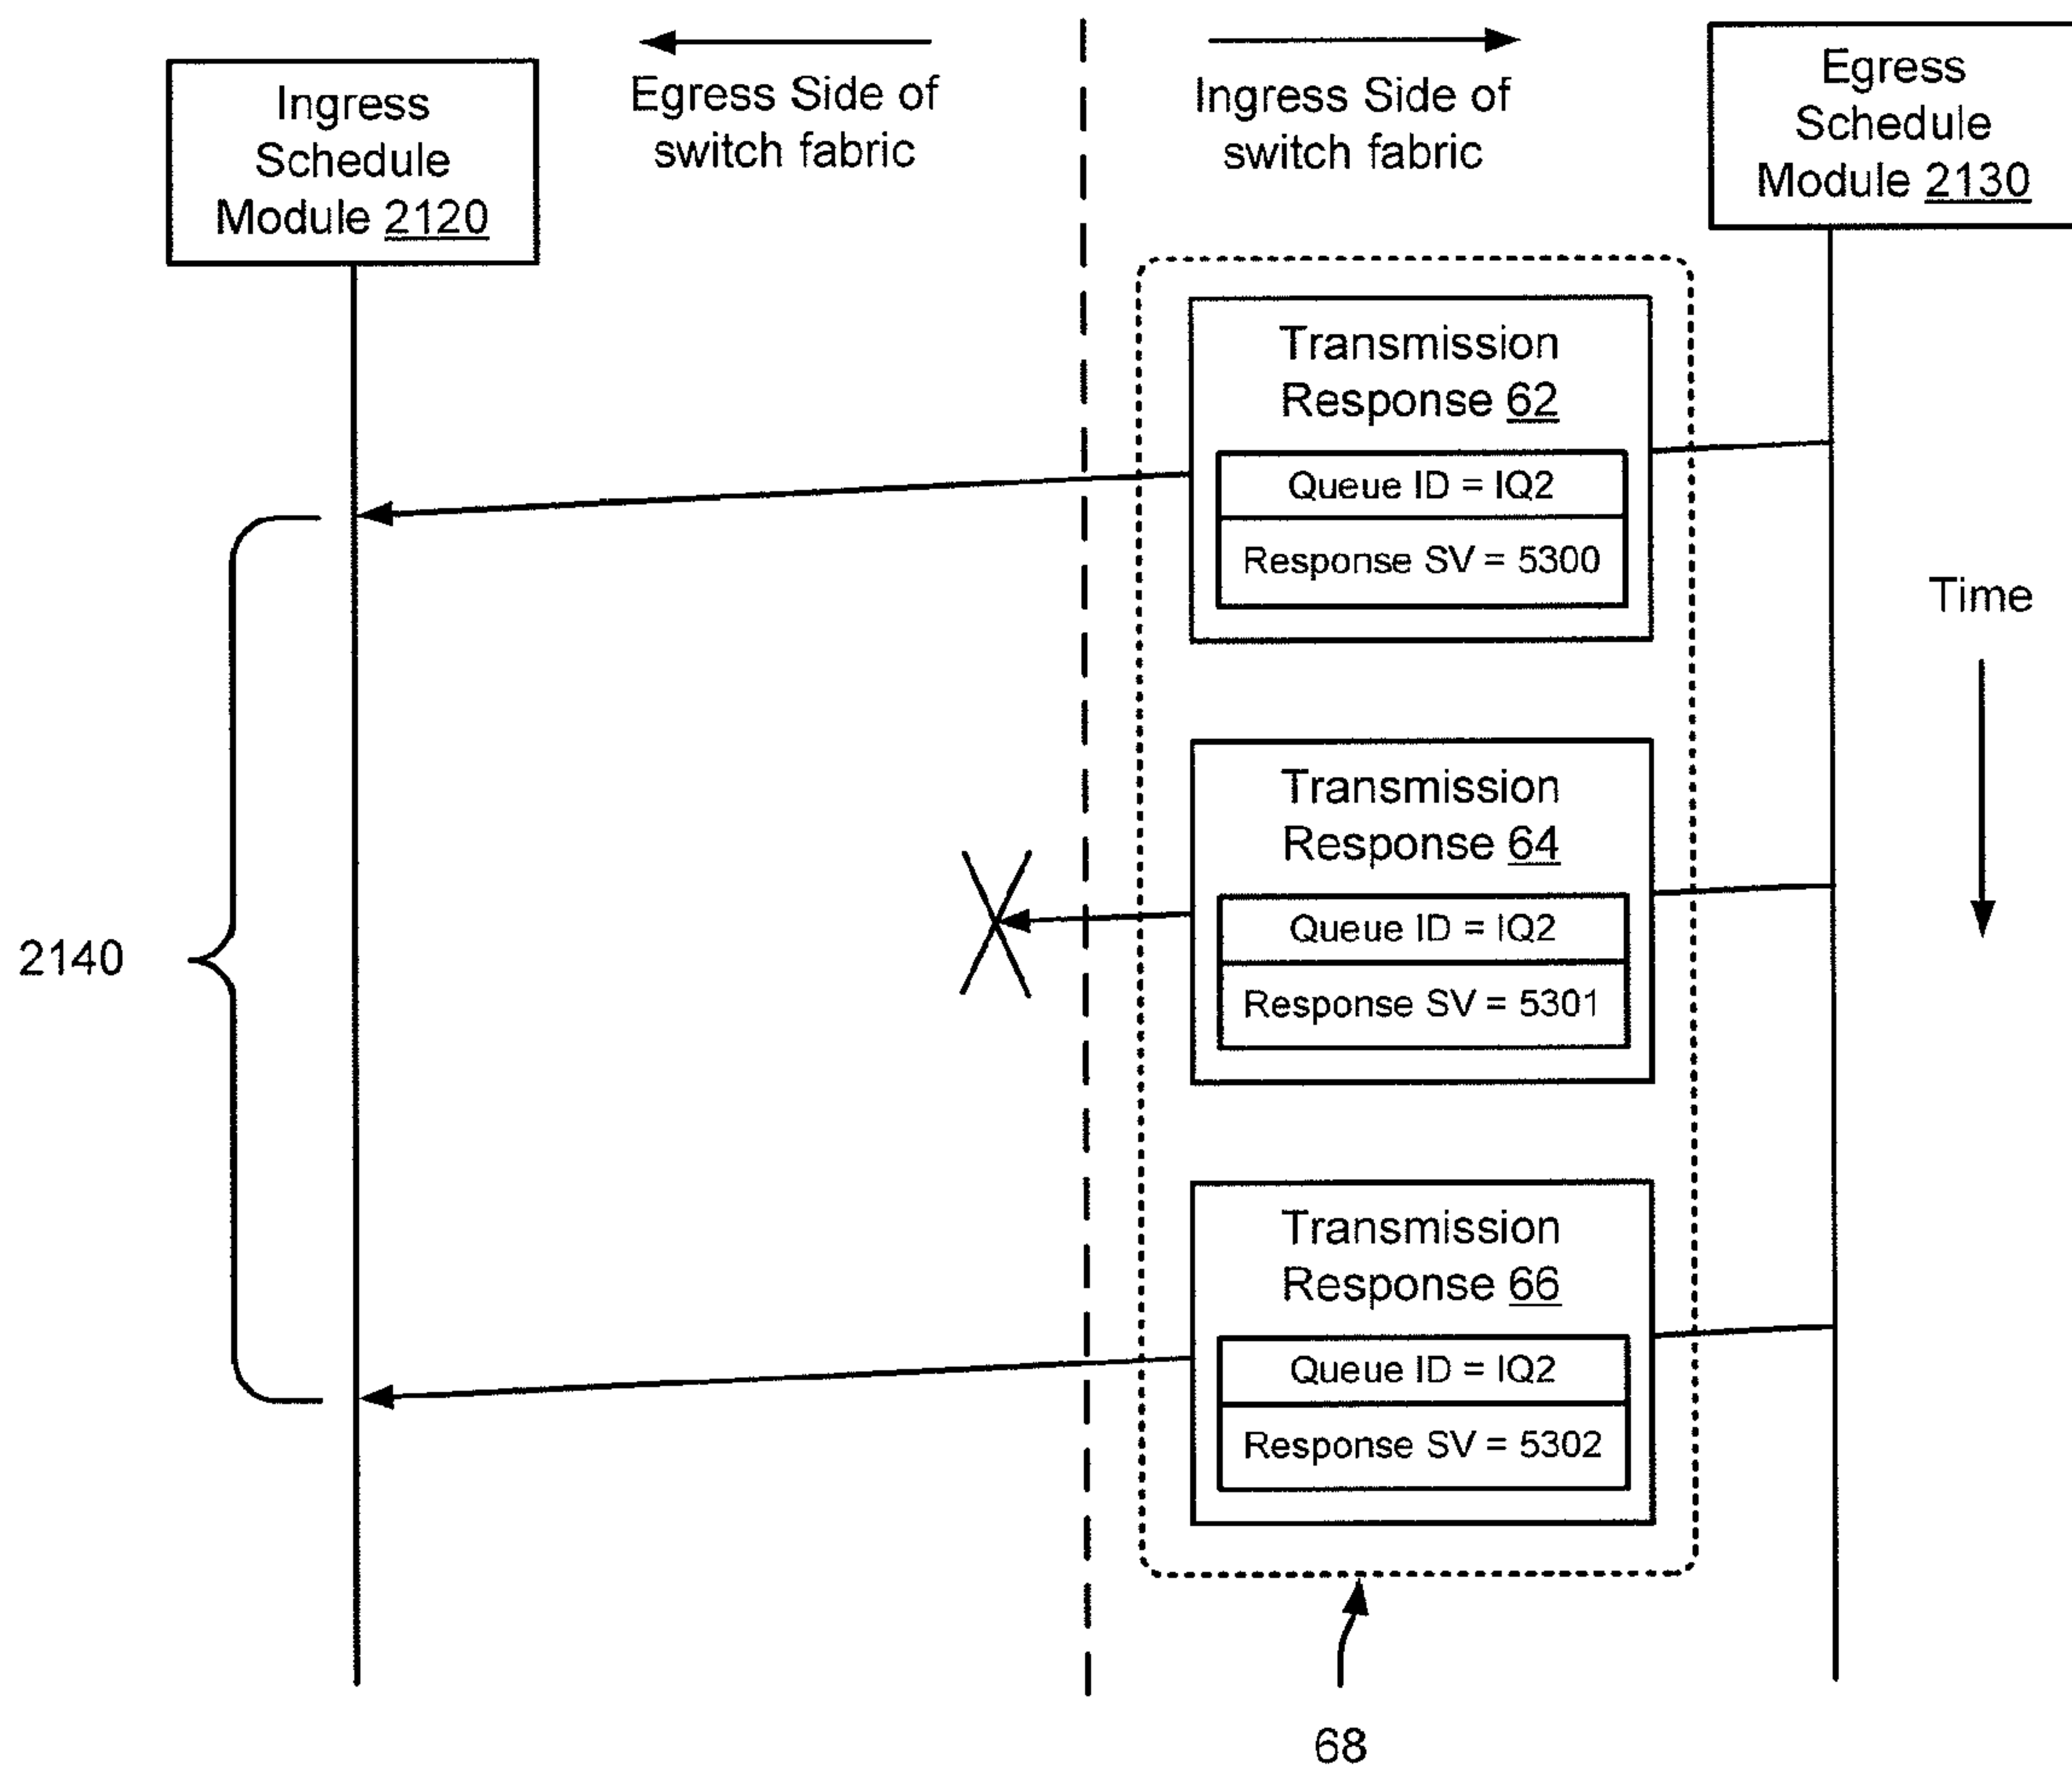 Ingress
Schedule
Module 2120
Egress Side of
switch fabric
Ingress Side of
switch fabric
Egress
Schedule
Module 2130
Transmission
Response 62
Queue ID = IQ2
Response SV = 5300
Time
Transmission
Response 64
Queue ID = IQ2
Response SV = 5301
2140
Transmission
Response 66
Queue ID = IQ2
Response SV = 5302
68